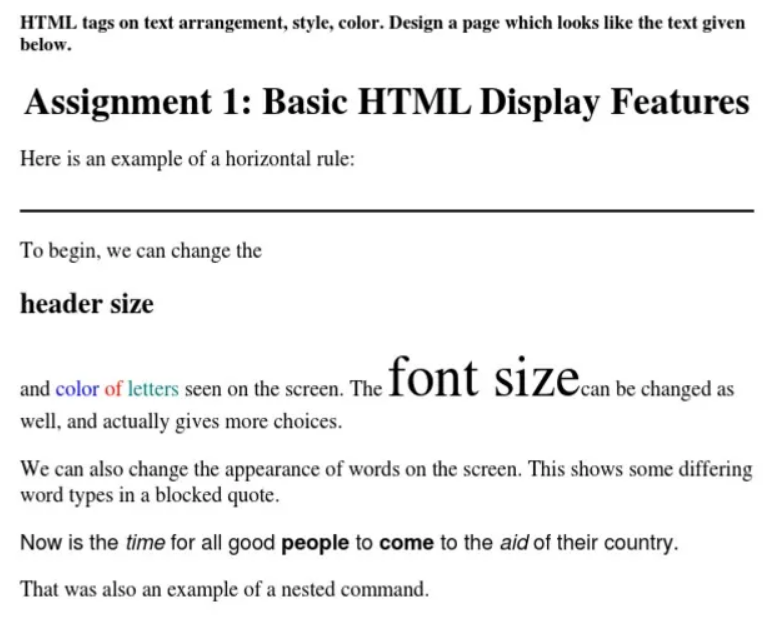 HTML tags on text arrangement, style, color. Design a page which looks like the text given
below.
Assignment 1: Basic HTML Display Features
Here is an example of a horizontal rule:
To begin, we can change the
header size
and color of letters seen on the screen. The font sizecan be changed as
well, and actually gives more choices.
We can also change the appearance of words on the screen. This shows some differing
word types in a blocked quote.
Now is the time for all good people to come to the aid of their country.
That was also an example of a nested command.